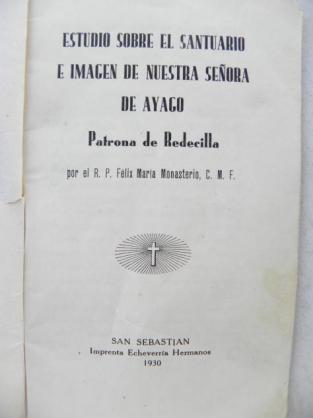 ESTUDIO SOBRE EL SANTUARIO
E IMAGEN DE NUESTRA SEÑORA
DE AYAGO
Patrona de Redecilla
por el R. P. Félix María Monasterio, C. M. F.
SAN SEBASTIAN
Imprenta Echeverría Hermanos
1930